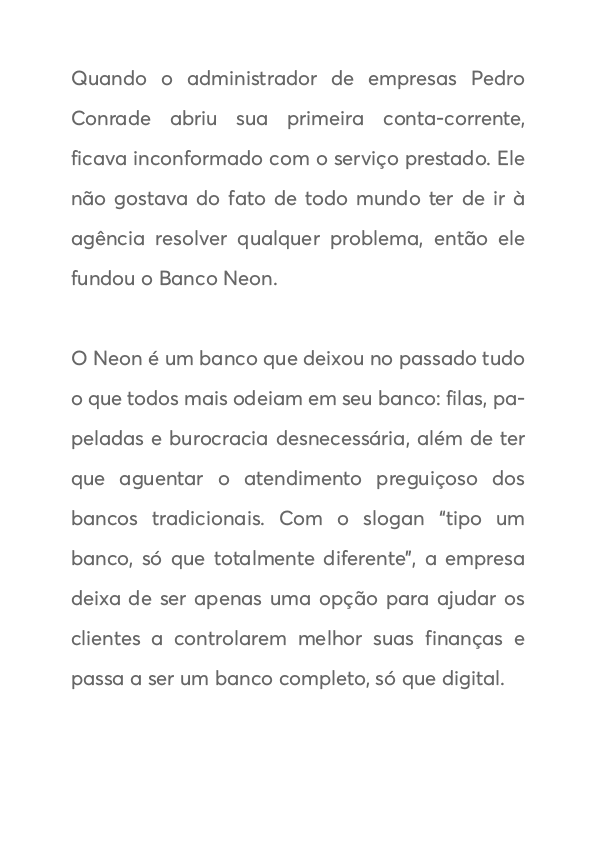 Quando o administrador de empresas Pedro
Conrade abriu sua primeira conta-corrente,
ficava inconformado com o serviço prestado. Ele
não gostava do fato de todo mundo ter de ir à
agência resolver qualquer problema, então ele
fundou o Banco Neon.
O Neon é um banco que deixou no passado tudo
o que todos mais odeiam em seu banco: filas, pa-
peladas e burocracia desnecessária, além de ter
que aguentar o atendimento preguiçoso dos
bancos tradicionais. Com o slogan “tipo um
banco, só que totalmente diferente”, a empresa
deixa de ser apenas uma opção para ajudar os
clientes a controlarem melhor suas finanças e
passa a ser um banco completo, só que digital.